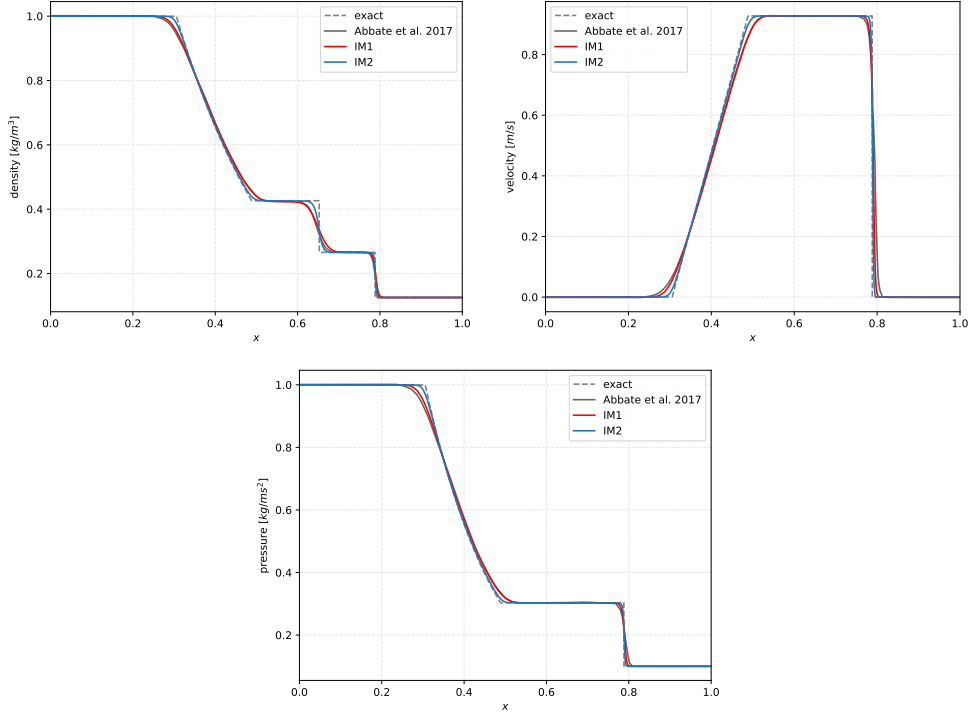 1.0
0.8
0.6
0.4
0.2
density [kg/m³]
0.0 0.2 0.4 0.6 0.8 1.0
x
exact
Abbate et al. 2017
IM1
IM2
0.8
0.6
0.4
0.2
0.0
velocity [m/s]
0.0 0.2 0.4 0.6 0.8 1.0
x
exact
Abbate et al. 2017
IM1
IM2
1.0
0.8
0.6
0.4
0.2
pressure [kg/ms²]
0.0 0.2 0.4 0.6 0.8 1.0
x
exact
Abbate et al. 2017
IM1
IM2